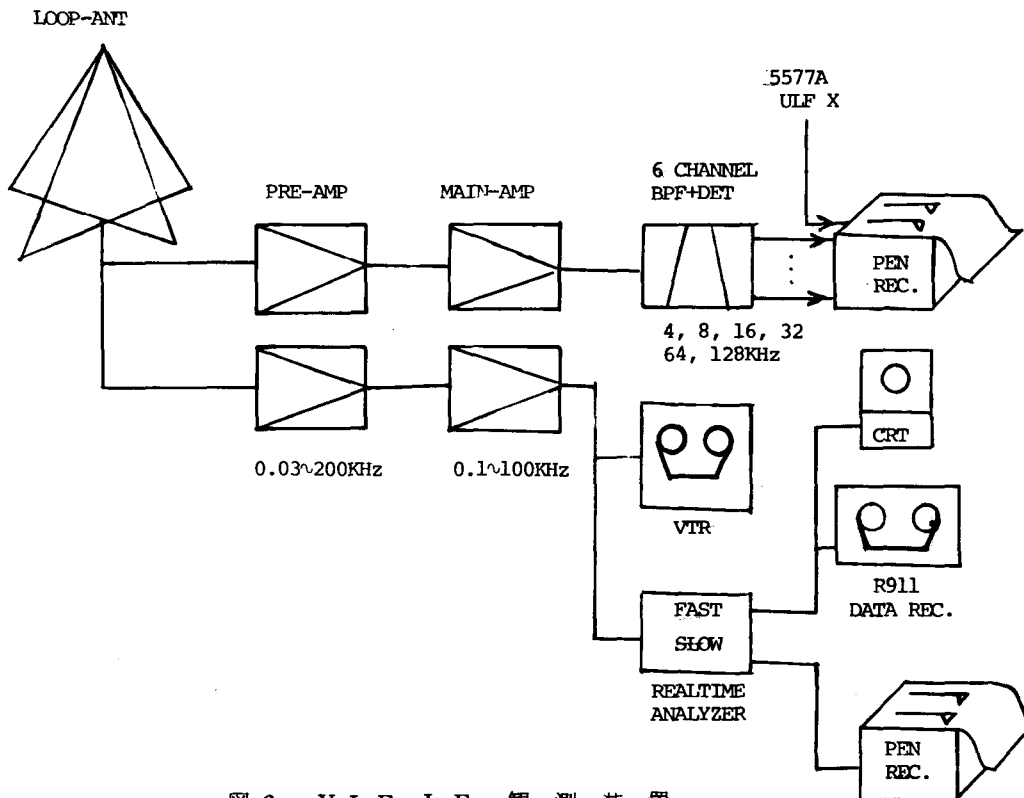 LOOP-ANT
5577A
ULF X
6 CHANNEL
BPF+DET
PRE-AMP
MAIN-AMP
PEN
REC.
4, 8, 16, 32
64, 128KHz
CRT
0.03~200KHz
0.1~100KHz
VTR
R911
DATA REC.
FAST
SLOW
REALTIME
ANALYZER
PEN
REC.